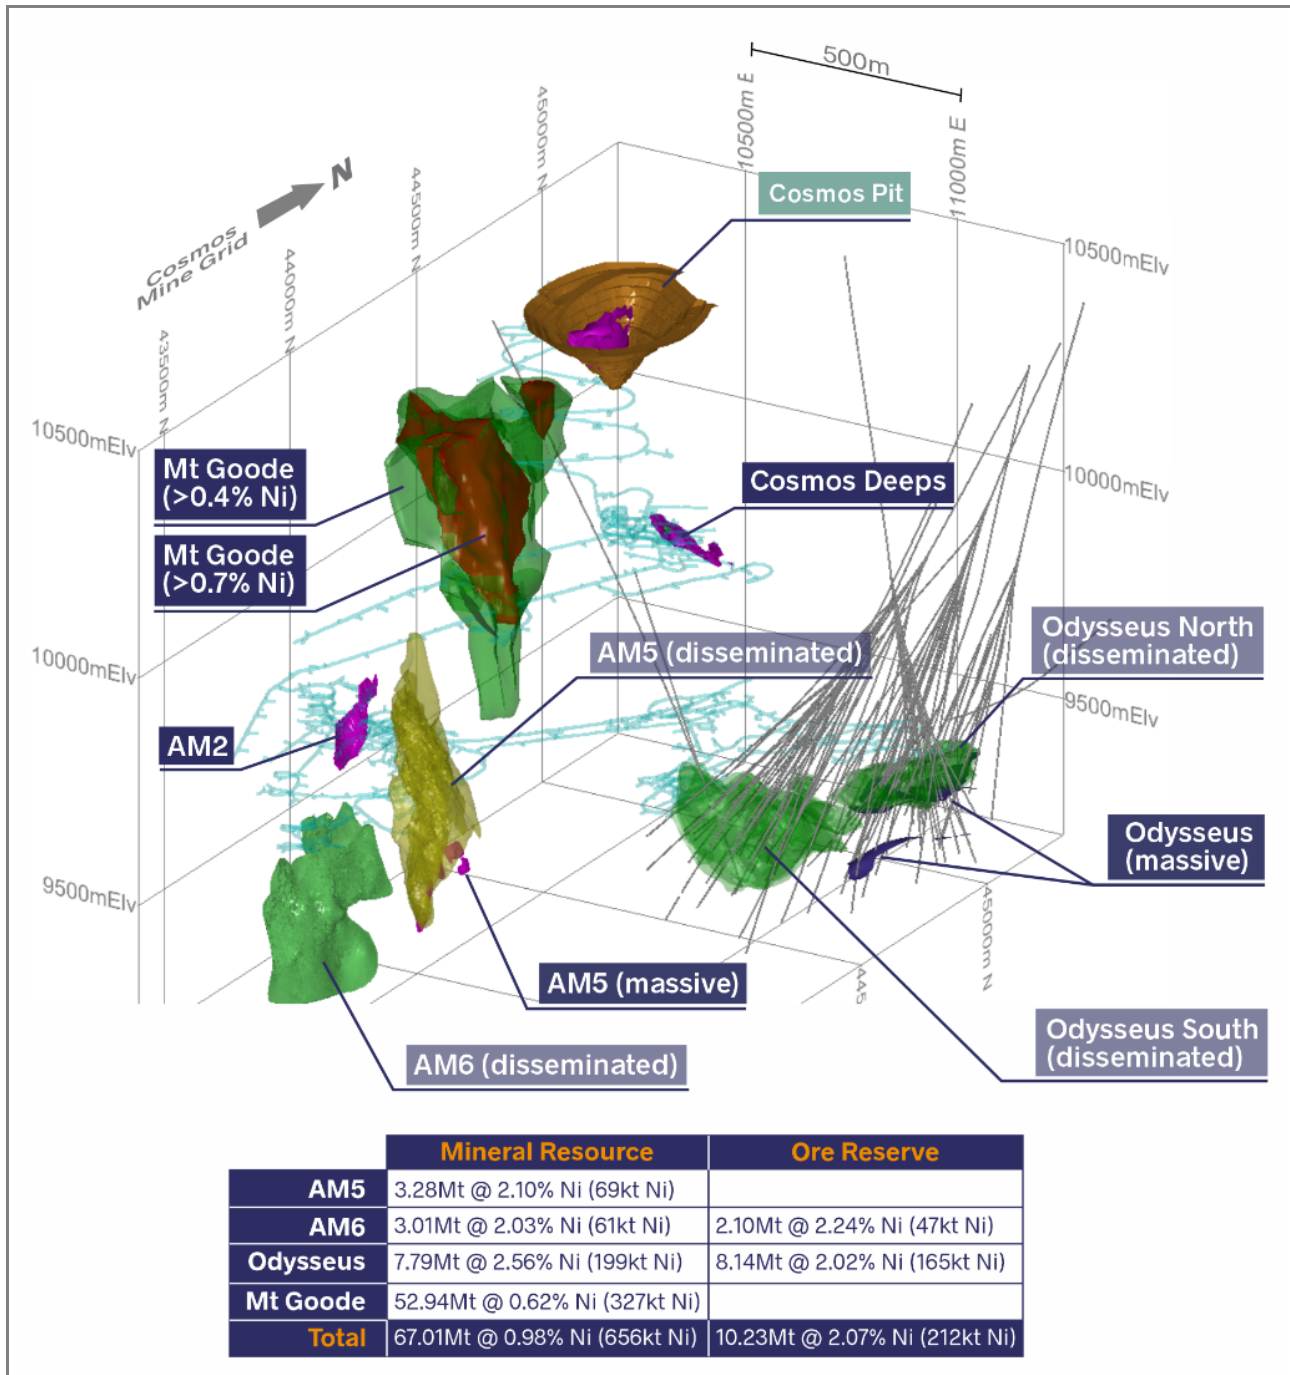 500m
10500m E
11000m E
45000m N
44500m N
44000m N
43500m N
N
Cosmos
Mine Grid
Cosmos Pit
10500mElv
10500mElv
Mt Goode
(>0.4% Ni)
Cosmos Deeps
10000mElv
Mt Goode
(>0.7% Ni)
AM5 (disseminated)
Odysseus North
(disseminated)
10000mElv
9500mElv
AM2
Odysseus
(massive)
9500mElv
45000m N
445
AM5 (massive)
Odysseus South
(disseminated)
AM6 (disseminated)
Mineral Resource Ore Reserve
AM5 3.28Mt @ 2.10% Ni (69kt Ni)
AM6 3.01Mt @ 2.03% Ni (61kt Ni) 2.10Mt @ 2.24% Ni (47kt Ni)
Odysseus 7.79Mt @ 2.56% Ni (199kt Ni) 8.14Mt @ 2.02% Ni (165kt Ni)
Mt Goode 52.94Mt @ 0.62% Ni (327kt Ni)
Total 67.01Mt @ 0.98% Ni (656kt Ni) 10.23Mt @ 2.07% Ni (212kt Ni)